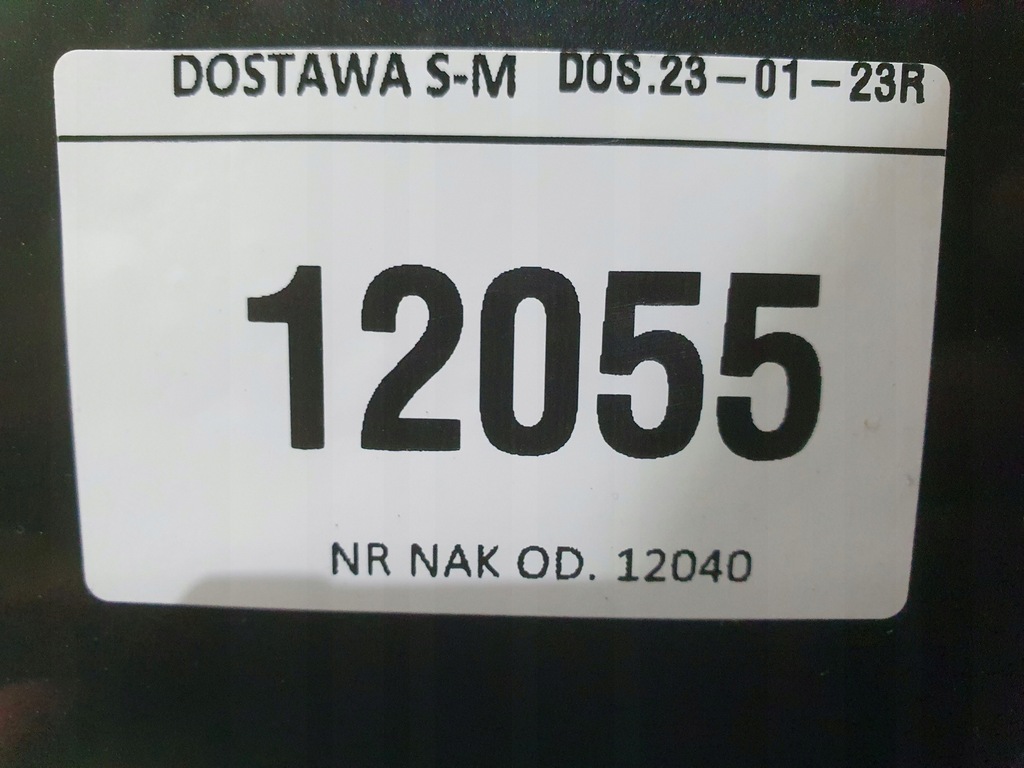 DOSTAWA S-M DOS.23-01-23R
12055
NR NAK OD. 12040